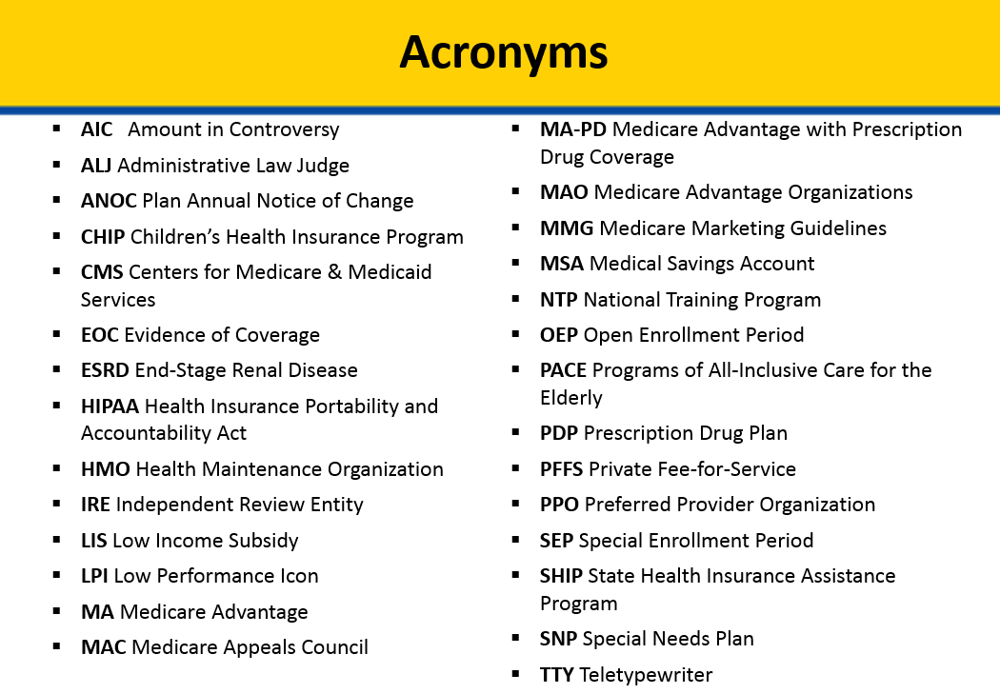 Acronyms
▪ AIC Amount in Controversy
▪ ALJ Administrative Law Judge
▪ ANOC Plan Annual Notice of Change
▪ CHIP Children’s Health Insurance Program
▪ CMS Centers for Medicare & Medicaid
Services
▪ EOC Evidence of Coverage
▪ ESRD End-Stage Renal Disease
▪ HIPAA Health Insurance Portability and
Accountability Act
▪ HMO Health Maintenance Organization
▪ IRE Independent Review Entity
▪ LIS Low Income Subsidy
▪ LPI Low Performance Icon
▪ MA Medicare Advantage
▪ MAC Medicare Appeals Council
▪ MA-PD Medicare Advantage with Prescription
Drug Coverage
▪ MAO Medicare Advantage Organizations
▪ MMG Medicare Marketing Guidelines
▪ MSA Medical Savings Account
▪ NTP National Training Program
▪ OEP Open Enrollment Period
▪ PACE Programs of All-Inclusive Care for the
Elderly
▪ PDP Prescription Drug Plan
▪ PFFS Private Fee-for-Service
▪ PPO Preferred Provider Organization
▪ SEP Special Enrollment Period
▪ SHIP State Health Insurance Assistance
Program
▪ SNP Special Needs Plan
▪ TTY Teletypewriter